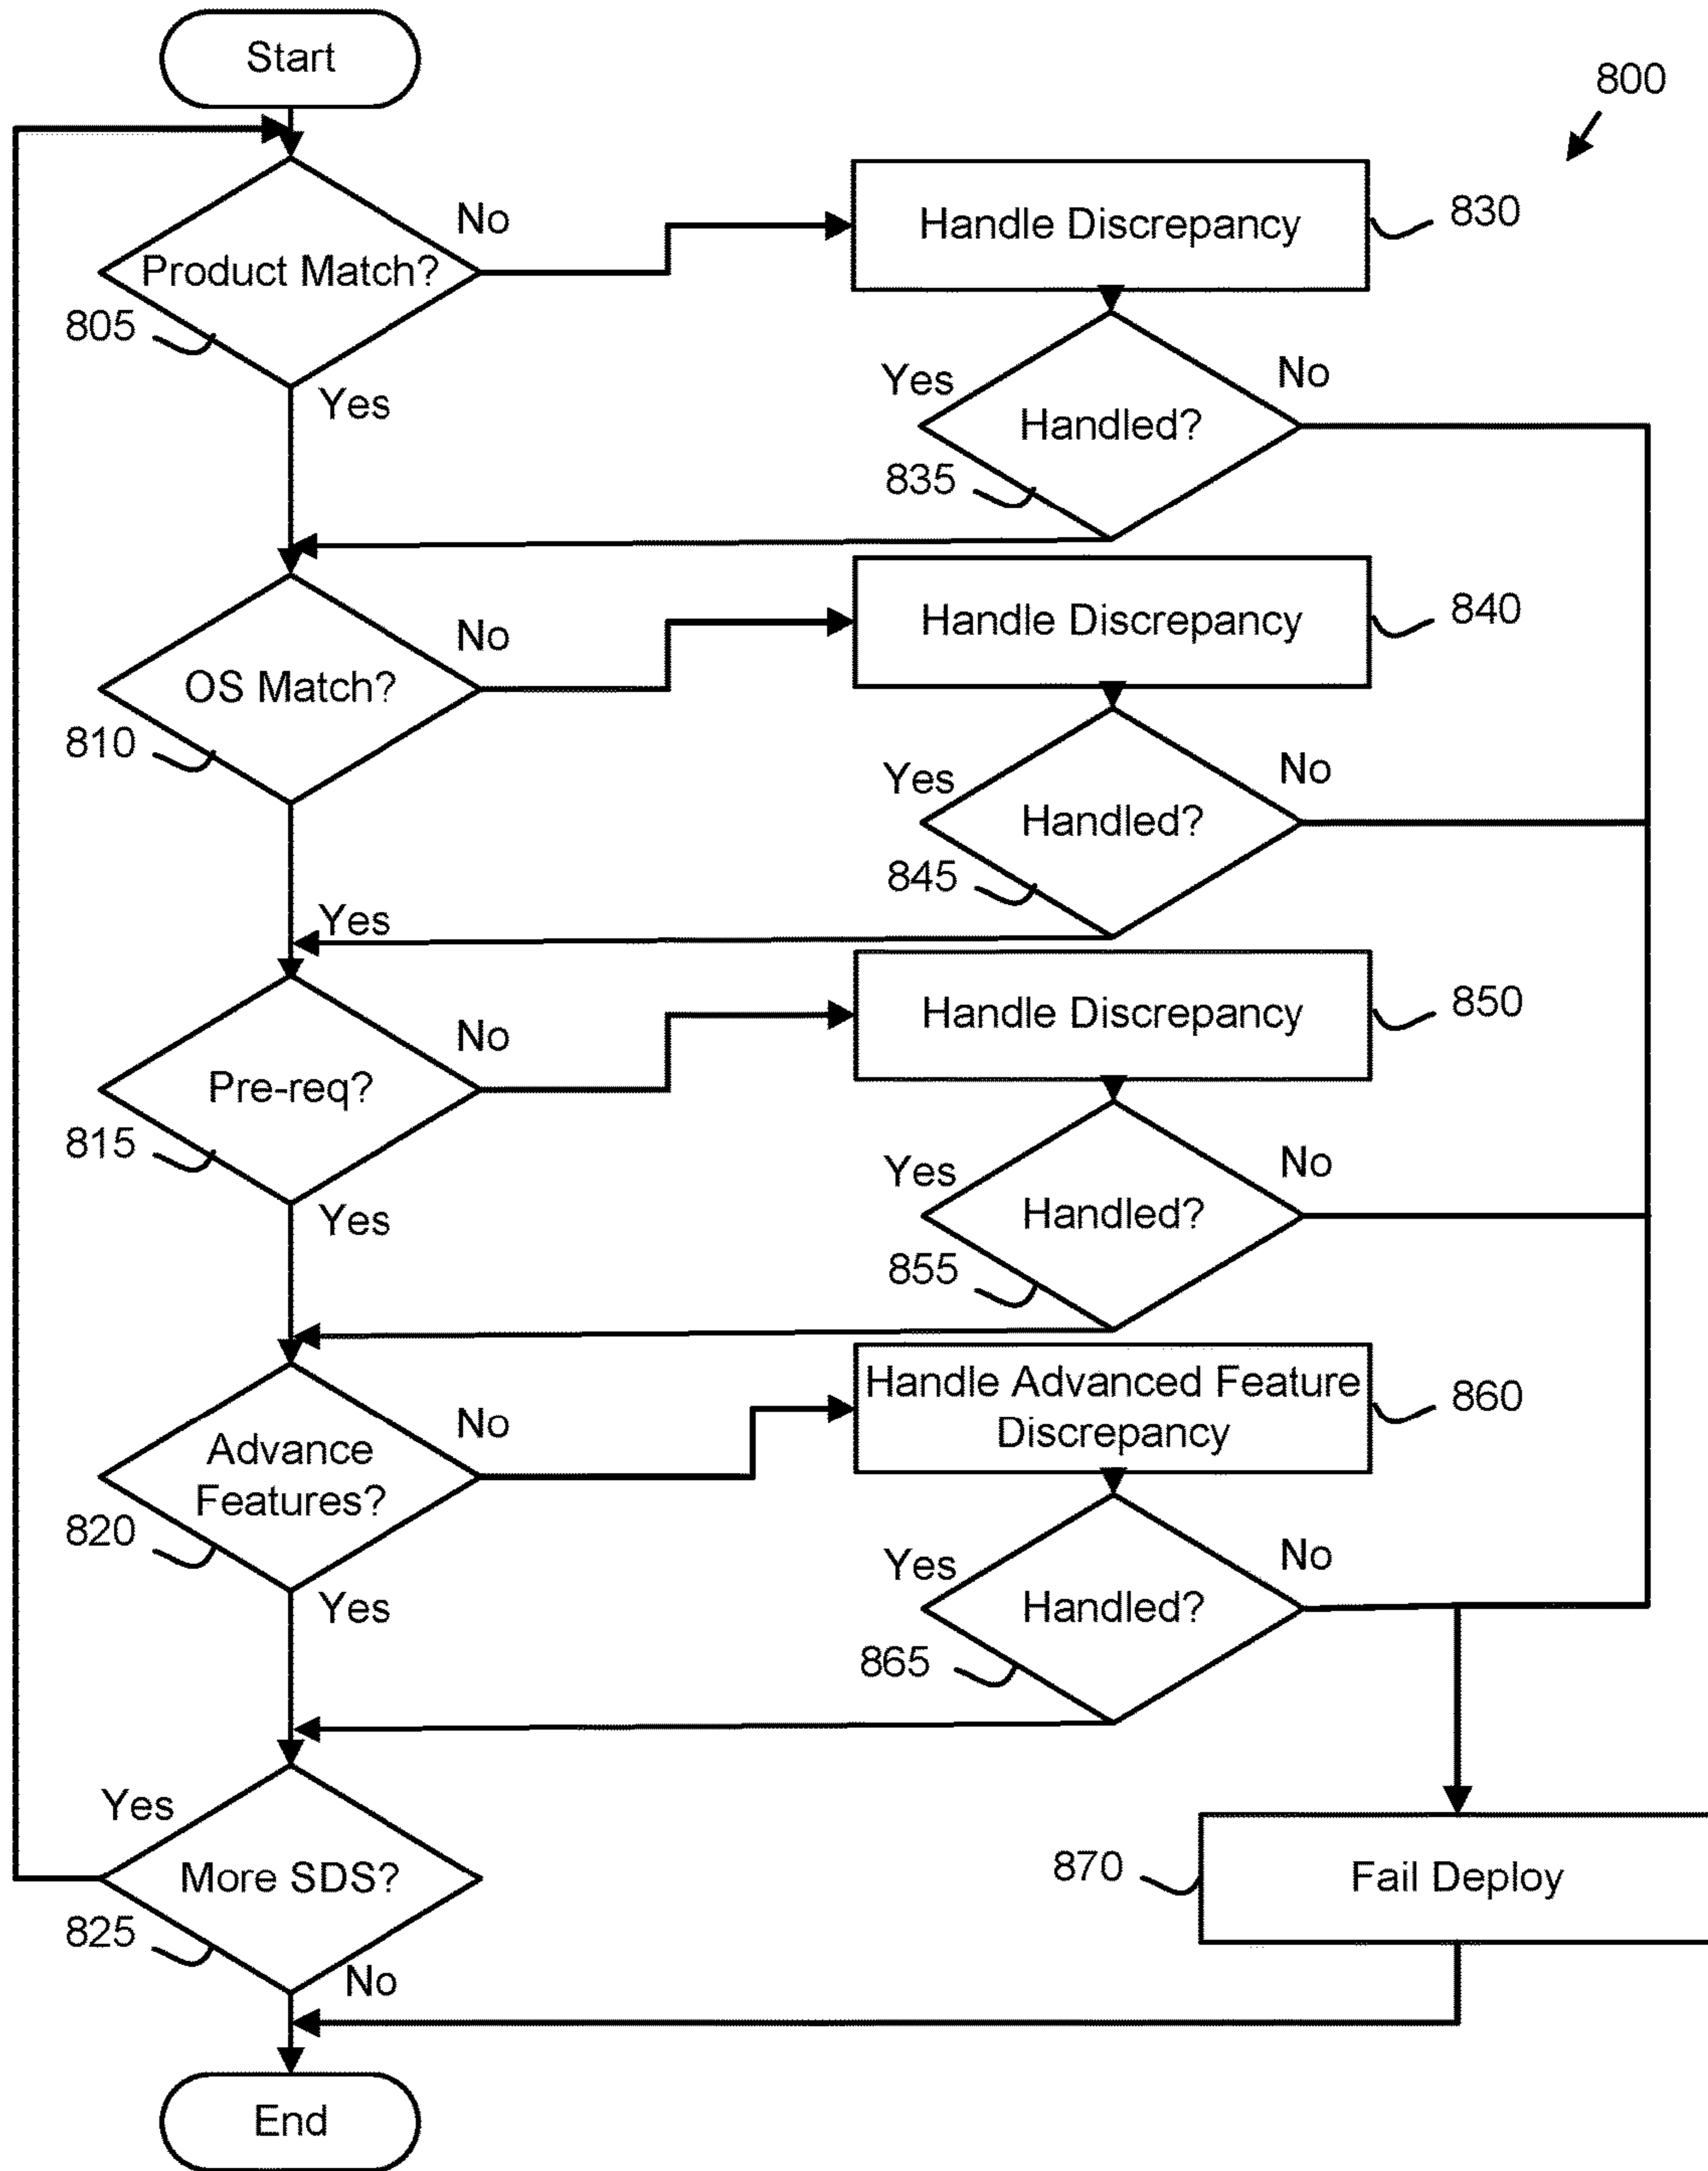 Start
800
No
Handle Discrepancy
830
Product Match?
805
Yes
Yes
No
Handled?
835
No
Handle Discrepancy
840
OS Match?
810
Yes
No
Handled?
845
Yes
No
Handle Discrepancy
850
Pre-req?
815
Yes
Yes
No
Handled?
855
No
Handle Advanced Feature
Discrepancy
860
Advance
Features?
820
Yes
Yes
No
Handled?
865
Yes
More SDS?
825
No
870
Fail Deploy
End